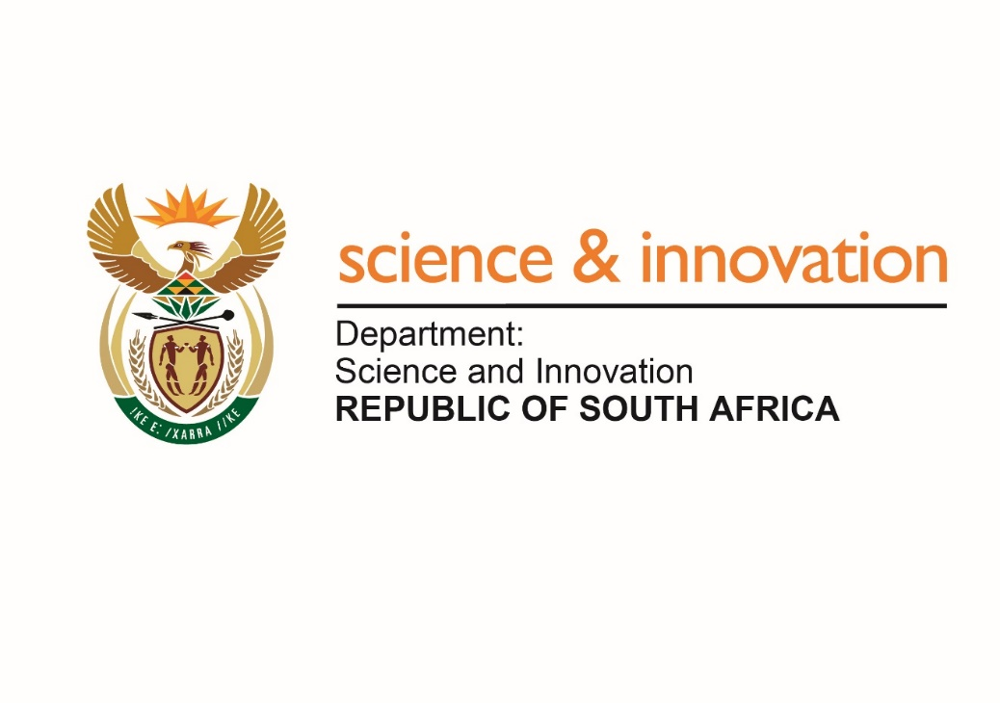 science & innovation
Department:
Science and Innovation
REPUBLIC OF SOUTH AFRICA
!KE E: /XARRA //KE